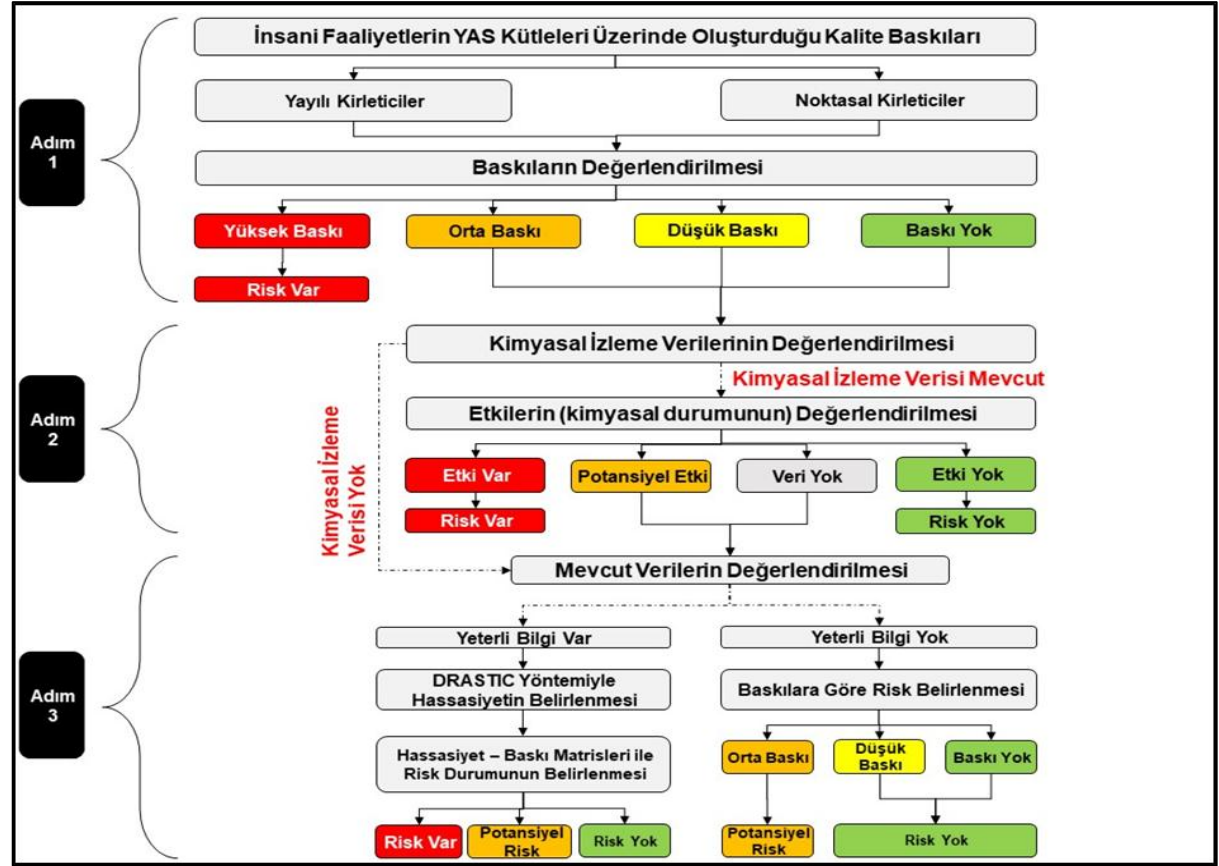 İnsani Faaliyetlerin YAS Kütleleri Üzerinde Oluşturduğu Kalite Baskıları
Yayılı Kirleticiler
Noktasal Kirleticiler
Adım
1
Baskıların Değerlendirilmesi
Yüksek Baskı
Orta Baskı
Düşük Baskı
Baskı Yok
Risk Var
Kimyasal İzleme Verilerinin Değerlendirilmesi
Kimyasal İzleme Verisi Mevcut
Adım
2
Etkilerin (kimyasal durumunun) Değerlendirilmesi
Kimyasal İzleme
Verisi Yok
Etki Var
Potansiyel Etki
Veri Yok
Etki Yok
Risk Var
Risk Yok
Mevcut Verilerin Değerlendirilmesi
Adım
3
Yeterli Bilgi Var
Yeterli Bilgi Yok
DRASTIC Yöntemiyle
Hassasiyetin Belirlenmesi
Baskılara Göre Risk Belirlenmesi
Hassasiyet – Baskı Matrisleri ile
Risk Durumunun Belirlenmesi
Orta Baskı
Düşük
Baskı
Baskı Yok
Risk Var
Potansiyel
Risk
Risk Yok
Potansiyel
Risk
Risk Yok